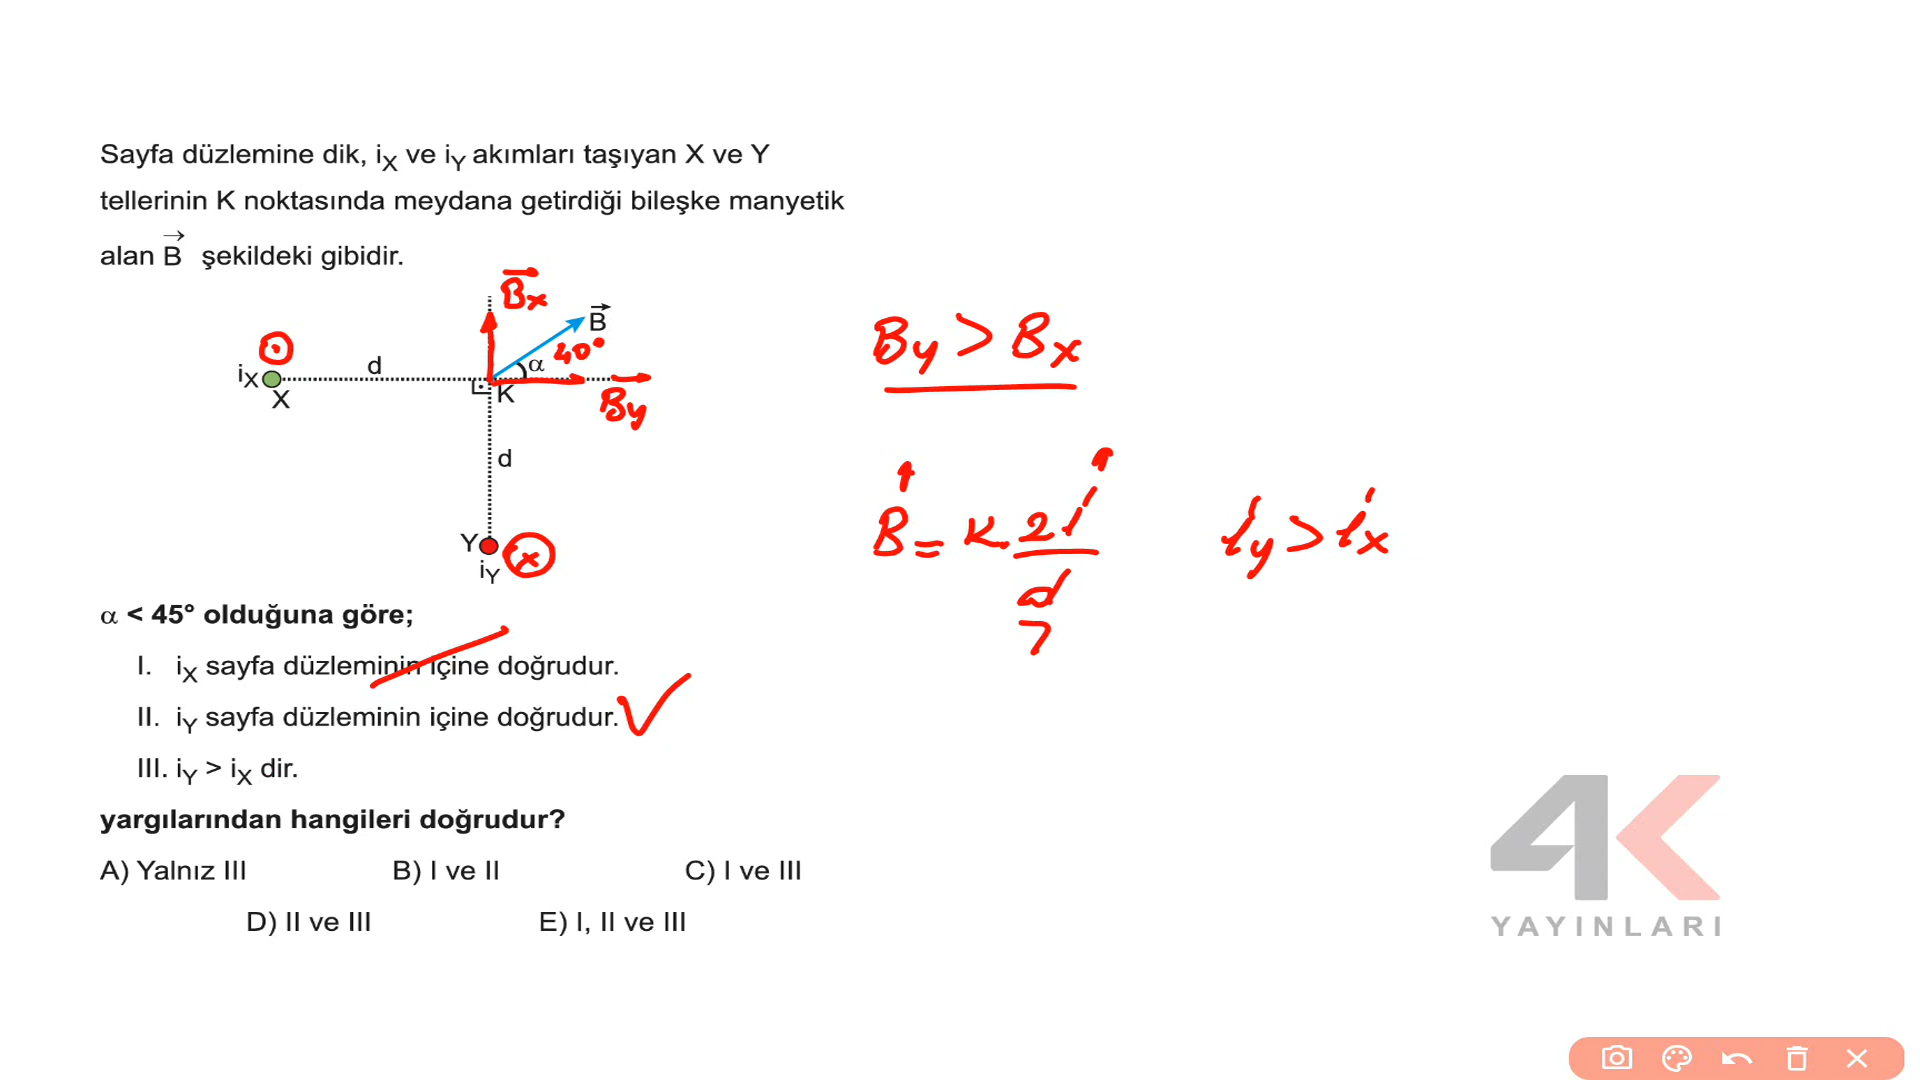 Sayfa düzlemine dik, iX ve iY akımları taşıyan X ve Y
tellerinin K noktasında meydana getirdiği bileşke manyetik
alan B⃗ şekildeki gibidir.
B⃗x
B⃗
40°
α
iX
X
d
K
B⃗y
d
Y
iY
x
By > Bx
B = K. 2i / d
iy > ix
α < 45° olduğuna göre;
I. iX sayfa düzleminin içine doğrudur.
II. iY sayfa düzleminin içine doğrudur. ✓
III. iY > iX dir.
yargılarından hangileri doğrudur?
A) Yalnız III B) I ve II C) I ve III
D) II ve III E) I, II ve III
4K
YAYINLARI